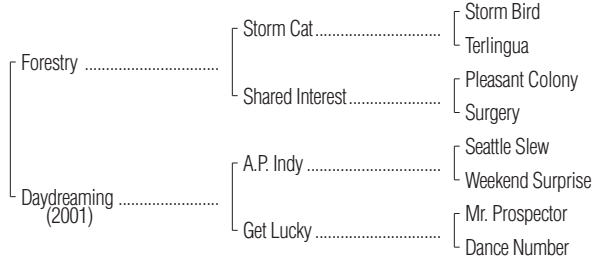 Storm Bird
Storm Cat
Terlingua
Forestry
Pleasant Colony
Shared Interest
Surgery
Seattle Slew
A.P. Indy
Weekend Surprise
Daydreaming
(2001)
Mr. Prospector
Get Lucky
Dance Number